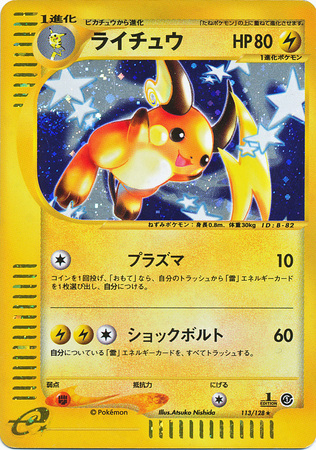 1進化
ピカチュウから進化
「たねポケモン」の上に重ねて進化させます。
ライチュウ HP80
1進化ポケモン
ねずみポケモン:身長0.8m、体重30kg ID:B-82
プラズマ 10
コインを1回投げ、「おもて」なら、自分のトラッシュから「雷」エネルギーカード
を1枚選び出し、自分につける。
ショックボルト 60
自分についている「雷」エネルギーカードを、すべてトラッシュする。
弱点 抵抗力 にげる
©Pokémon Illus.Atsuko Nishida 113/128★
1 EDITION
e